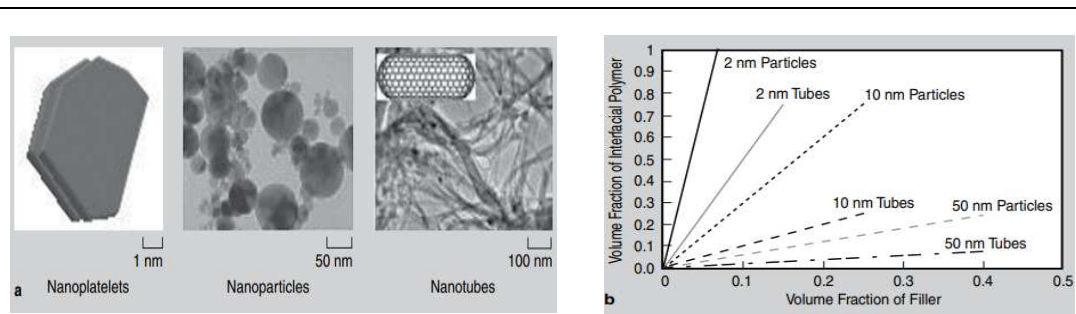 1 nm
50 nm
100 nm
a
Nanoplatelets
Nanoparticles
Nanotubes
Volume Fraction of Interfacial Polymer
1
0.9
0.8
0.7
0.6
0.5
0.4
0.3
0.2
0.1
0.0
2 nm Particles
2 nm Tubes
10 nm Particles
10 nm Tubes
50 nm Particles
50 nm Tubes
0
0.1
0.2
0.3
0.4
0.5
Volume Fraction of Filler
b